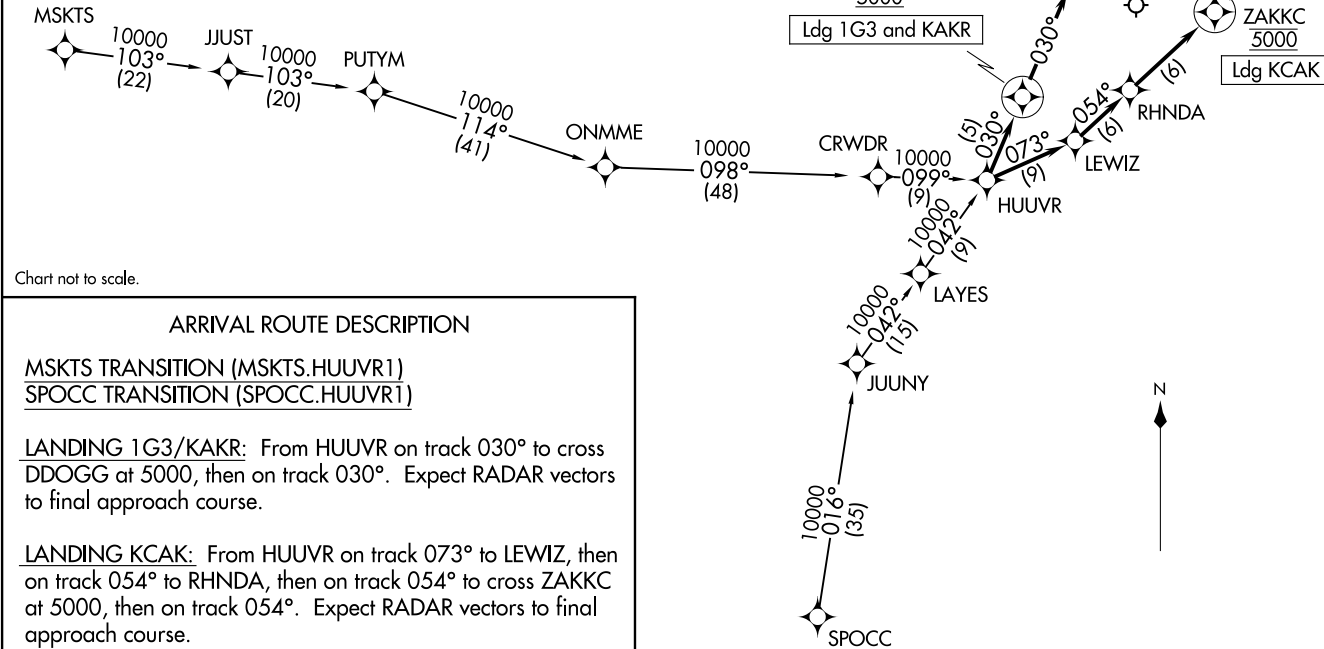 5000
Ldg 1G3 and KAKR
030°
ZAKKC
5000
Ldg KCAK
MSKTS
10000
103°
(22)
JJUST
10000
103°
(20)
PUTYM
10000
114°
(41)
ONMME
10000
098°
(48)
CRWDR
10000
099°
(9)
HUUVR
(5)
030°
073°
(9)
LEWIZ
054°
(6)
RHNDA
(6)
10000
042°
(9)
LAYES
10000
042°
(15)
JUUNY
10000
016°
(35)
SPOCC
N
Chart not to scale.
ARRIVAL ROUTE DESCRIPTION
MSKTS TRANSITION (MSKTS.HUUVR1)
SPOCC TRANSITION (SPOCC.HUUVR1)
LANDING 1G3/KAKR: From HUUVR on track 030° to cross
DDOGG at 5000, then on track 030°. Expect RADAR vectors
to final approach course.
LANDING KCAK: From HUUVR on track 073° to LEWIZ, then
on track 054° to RHNDA, then on track 054° to cross ZAKKC
at 5000, then on track 054°. Expect RADAR vectors to final
approach course.